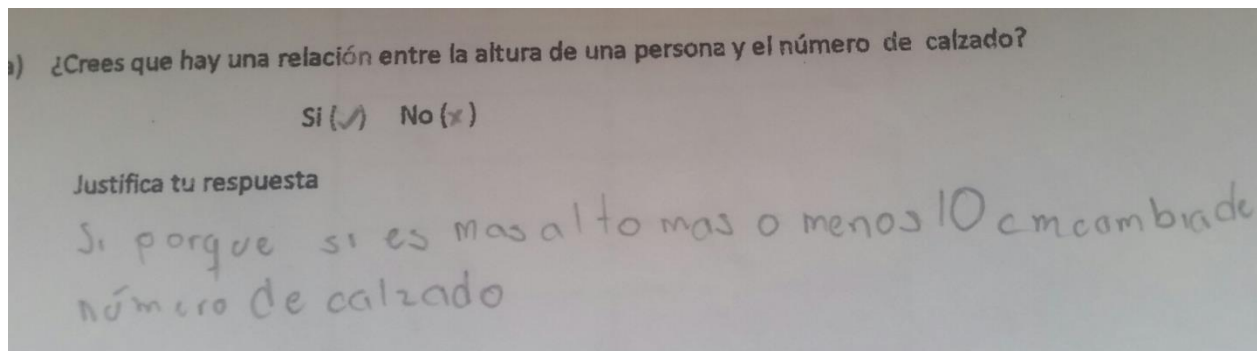 a) ¿Crees que hay una relación entre la altura de una persona y el número de calzado?
Si (✓) No (x)
Justifica tu respuesta
Si porque si es mas alto mas o menos 10 cm cambia de
número de calzado